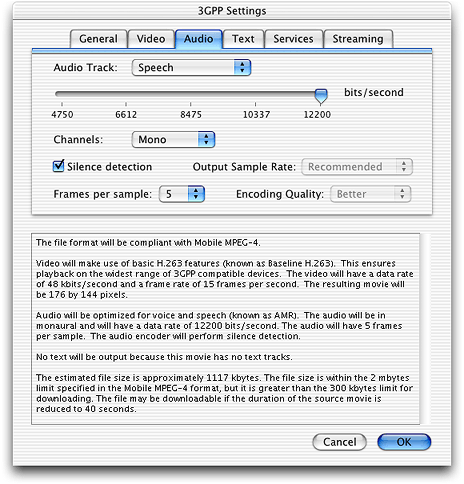 3GPP Settings
General Video Audio Text Services Streaming
Audio Track: Speech
bits/second
4750 6612 8475 10337 12200
Channels: Mono
Silence detection Output Sample Rate: Recommended
Frames per sample: 5 Encoding Quality: Better
The file format will be compliant with Mobile MPEG-4.
Video will make use of basic H.263 features (known as Baseline H.263). This ensures
playback on the widest range of 3GPP compatible devices. The video will have a data rate
of 48 kbits/second and a frame rate of 15 frames per second. The resulting movie will
be 176 by 144 pixels.
Audio will be optimized for voice and speech (known as AMR). The audio will be in
monaural and will have a data rate of 12200 bits/second. The audio will have 5 frames
per sample. The audio encoder will perform silence detection.
No text will be output because this movie has no text tracks.
The estimated file size is approximately 1117 kbytes. The file size is within the 2 mbytes
limit specified in the Mobile MPEG-4 format, but it is greater than the 300 kbytes limit for
downloading. The file may be downloadable if the duration of the source movie is
reduced to 40 seconds.
Cancel OK